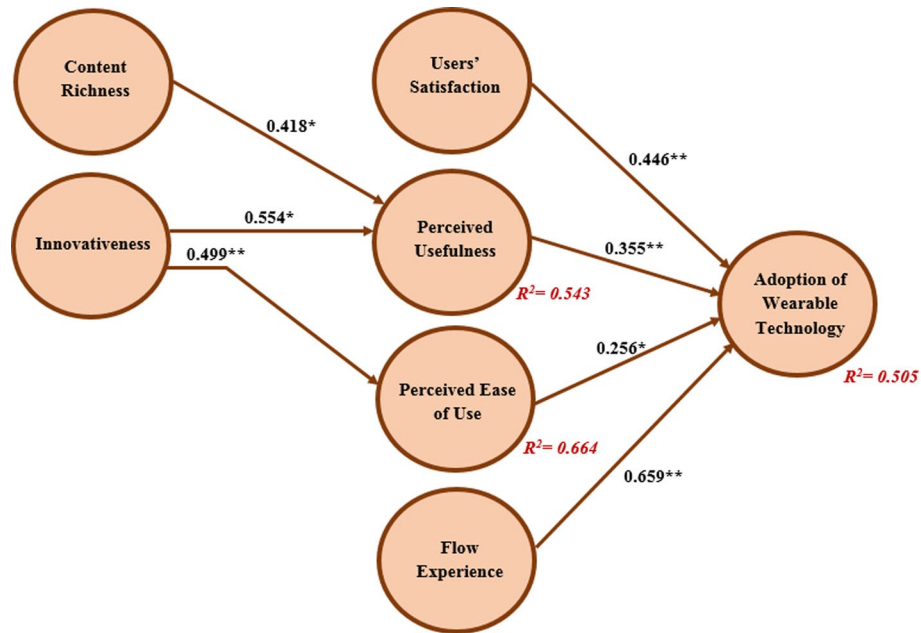 Content
Richness
Users'
Satisfaction
0.418*
0.446**
Innovativeness
0.554*
0.499**
Perceived
Usefulness
R²= 0.543
0.355**
Adoption of
Wearable
Technology
R²= 0.505
0.256*
Perceived Ease
of Use
R²= 0.664
0.659**
Flow
Experience